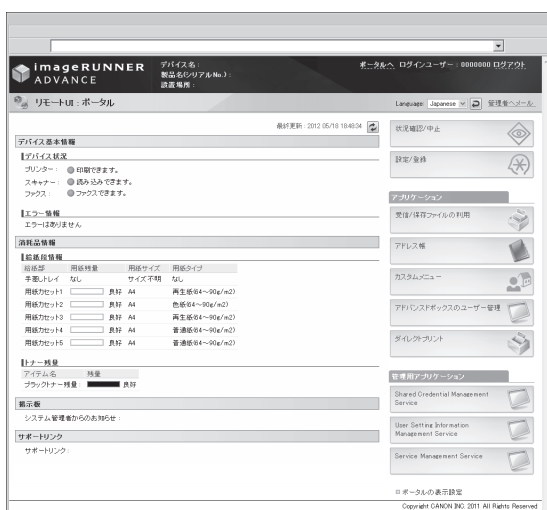 imageRUNNER
ADVANCE
デバイス名 :
製品名(シリアルNo.) :
設置場所 :
ポータルへ ログインユーザー : 0000000 ログアウト
リモートUI : ポータル
Language: Japanese 管理者へメール
最終更新 : 2012 05/18 18:48:34
デバイス基本情報
デバイス状況
プリンター : 印刷できます。
スキャナー : 読み込みできます。
ファクス : ファクスできます。
エラー情報
エラーはありません
消耗品情報
給紙段情報
給紙部 用紙残量 用紙サイズ 用紙タイプ
手差しトレイ なし サイズ不明 なし
用紙カセット1 良好 A4 再生紙(64～90g/m2)
用紙カセット2 良好 A4 色紙(64～90g/m2)
用紙カセット3 良好 A4 再生紙(64～90g/m2)
用紙カセット4 良好 A4 普通紙(64～90g/m2)
用紙カセット5 良好 A4 普通紙(64～90g/m2)
トナー残量
アイテム名 残量
ブラックトナー残量 : 良好
掲示板
システム管理者からのお知らせ :
サポートリンク
サポートリンク :
状況確認/中止
設定/登録
アプリケーション
受信/保存ファイルの利用
アドレス帳
カスタムメニュー
アドバンスドボックスのユーザー管理
ダイレクトプリント
管理用アプリケーション
Shared Credential Management
Service
User Setting Information
Management Service
Service Management Service
ポータルの表示設定
Copyright CANON INC. 2011 All Rights Reserved